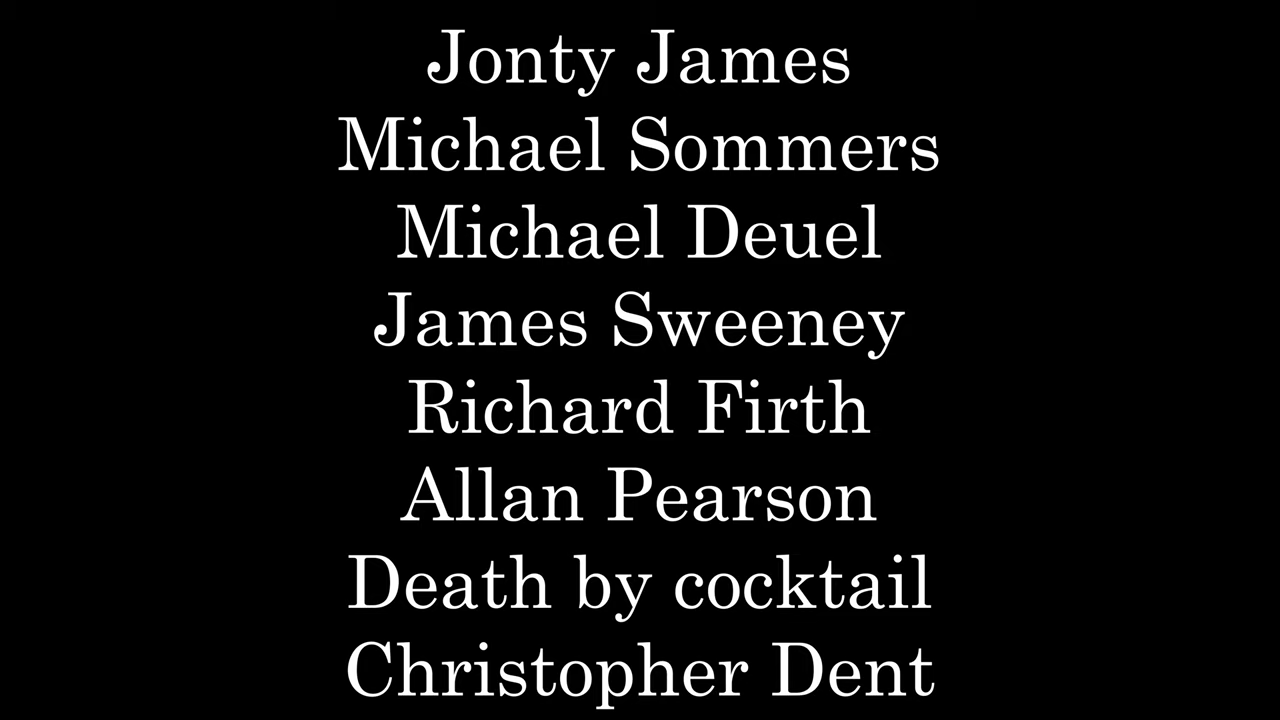 Jonty James
Michael Sommers
Michael Deuel
James Sweeney
Richard Firth
Allan Pearson
Death by cocktail
Christopher Dent